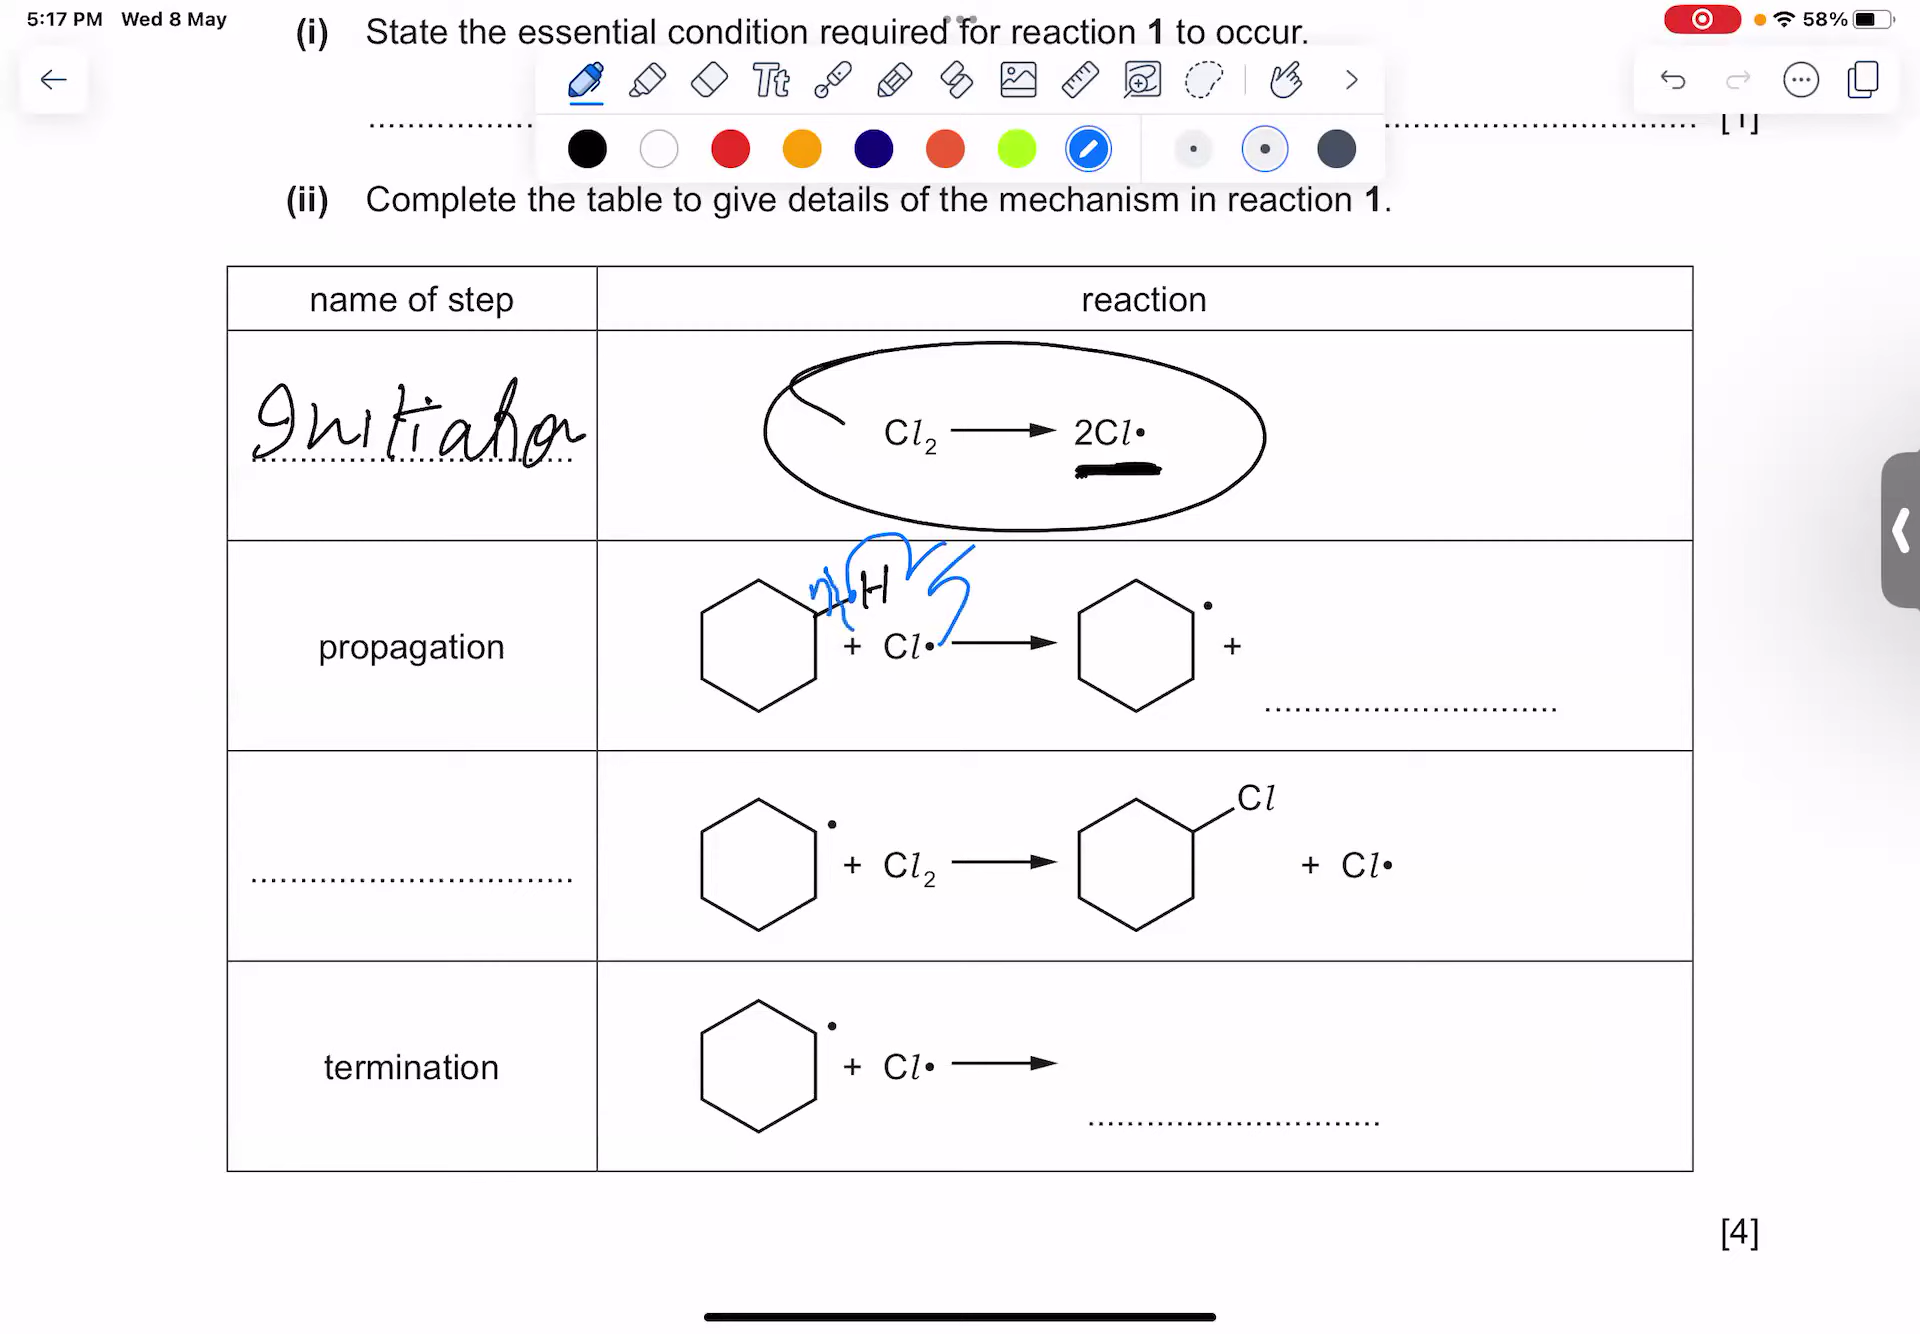 5:17 PM Wed 8 May
58%
(i) State the essential condition required for reaction 1 to occur.
Tt
[1]
(ii) Complete the table to give details of the mechanism in reaction 1.
name of step reaction
Initiation Cl2 → 2Cl•
H
propagation + Cl• → • +
Cl
• + Cl2 → + Cl•
termination • + Cl• →
[4]